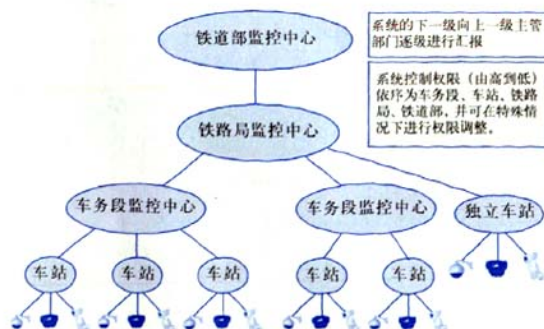 铁道部监控中心
系统的下一级向上一级主管
部门逐级进行汇报
系统控制权限（由高到低）
依序为车务段、车站、铁路
局、铁道部，并可在特殊情
况下进行权限调整。
铁路局监控中心
车务段监控中心
车务段监控中心
独立车站
车站
车站
车站
车站
车站